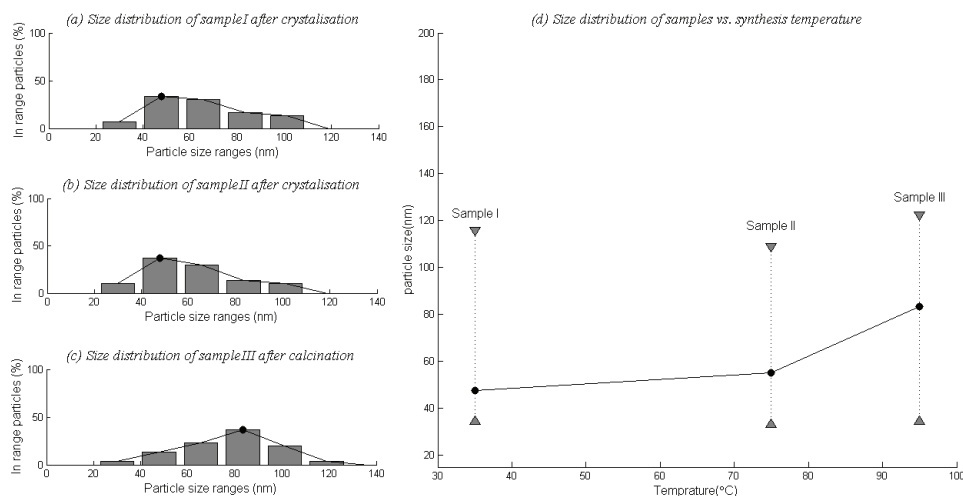 (a) Size distribution of sampleI after crystalisation
100
50
0
In range particles (%)
0 20 40 60 80 100 120 140
Particle size ranges (nm)
(b) Size distribution of sampleII after crystalisation
100
50
0
In range particles (%)
0 20 40 60 80 100 120 140
Particle size ranges (nm)
(c) Size distribution of sampleIII after calcination
100
50
0
In range particles (%)
0 20 40 60 80 100 120 140
Particle size ranges (nm)
(d) Size distribution of samples vs. synthesis temperature
200
180
160
140
120
100
80
60
40
20
particle size(nm)
Sample I
Sample II
Sample III
30 40 50 60 70 80 90 100
Temprature(°C)